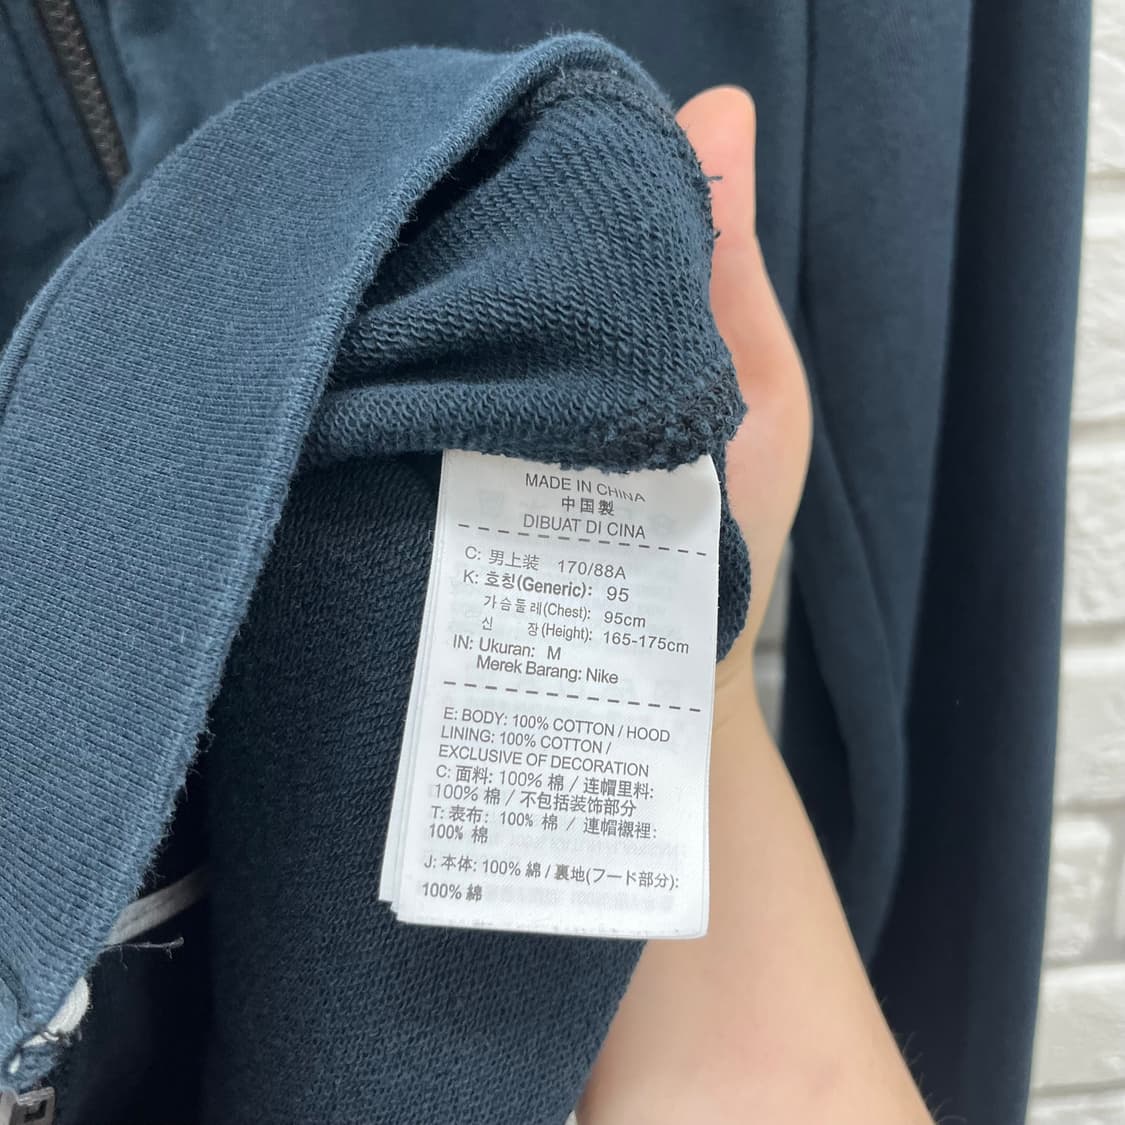 MADE IN CHINA
中国製
DIBUAT DI CINA
C: 男上装 170/88A
K: 호칭(Generic): 95
가슴둘레(Chest): 95cm
신 장(Height): 165-175cm
IN: Ukuran: M
Merek Barang: Nike
E: BODY: 100% COTTON / HOOD
LINING: 100% COTTON /
EXCLUSIVE OF DECORATION
C: 面料: 100% 棉 / 连帽里料:
100% 棉 / 不包括装饰部分
T: 表布: 100% 棉 / 連帽襯裡:
100% 棉
J: 本体: 100% 綿 / 裏地(フード部分):
100% 綿